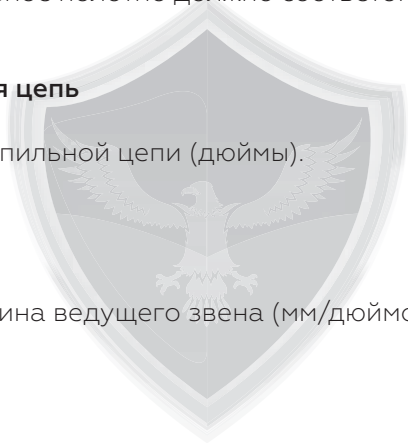 я цепь
пильной цепи (дюймы).
ина ведущего звена (мм/дюймо